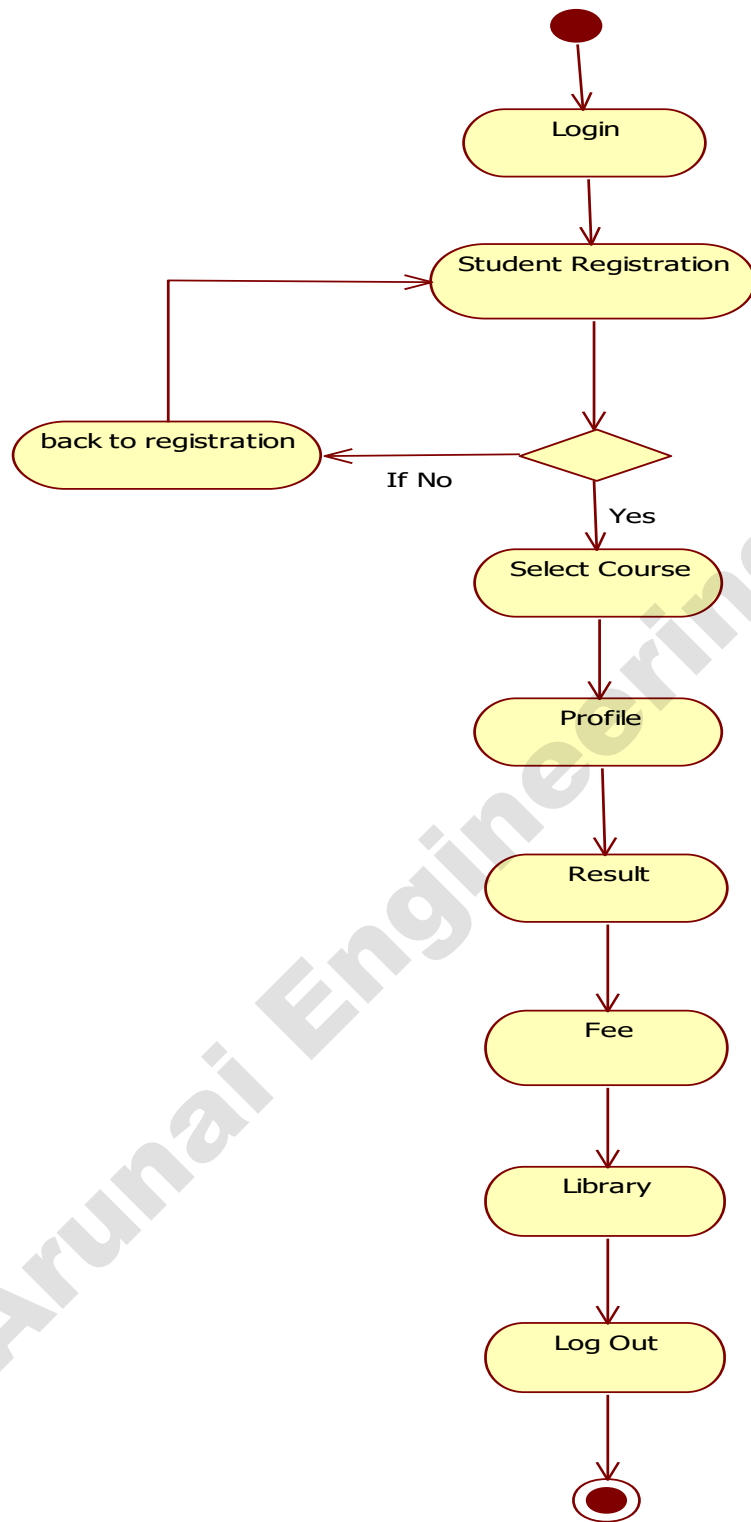 Login
Student Registration
back to registration
If No
Yes
Select Course
Profile
Result
Fee
Library
Log Out
Arunai Engineering